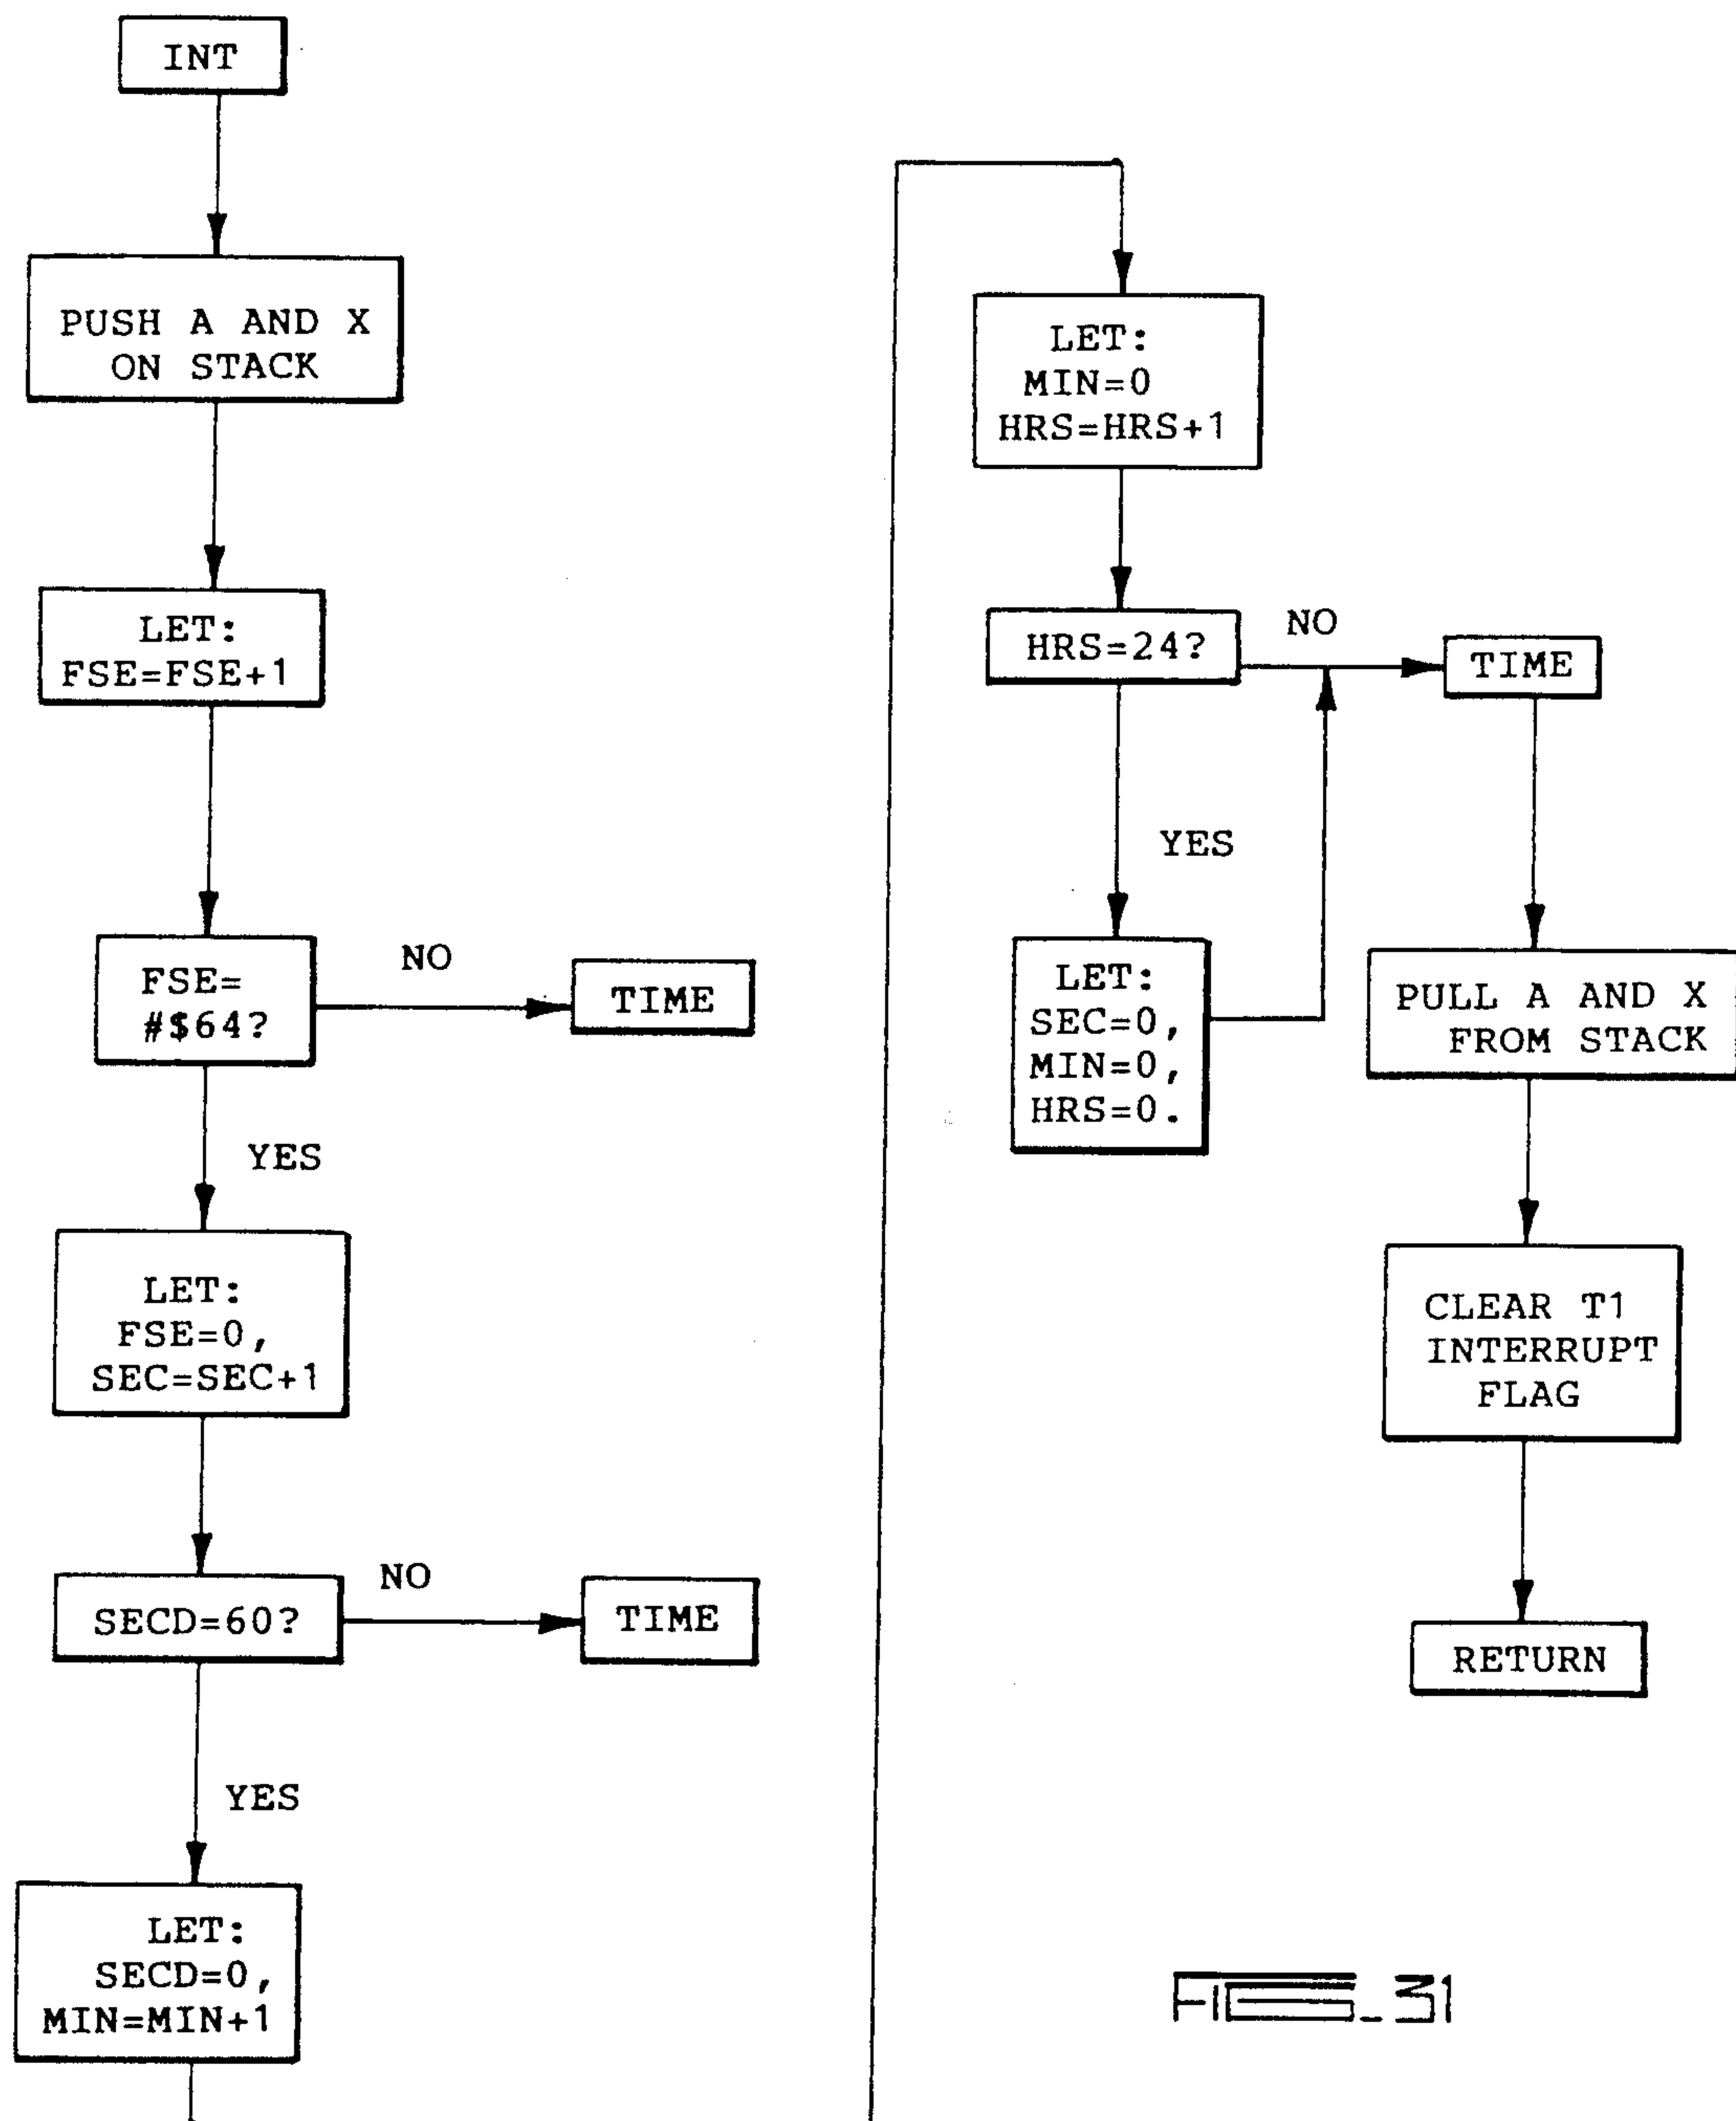 INT
PUSH A AND X
ON STACK
LET:
FSE=FSE+1
FSE=
#$64?
NO
TIME
YES
LET:
FSE=0,
SEC=SEC+1
SECD=60?
NO
TIME
YES
LET:
SECD=0,
MIN=MIN+1
LET:
MIN=0
HRS=HRS+1
HRS=24?
NO
TIME
YES
LET:
SEC=0,
MIN=0,
HRS=0.
PULL A AND X
FROM STACK
CLEAR T1
INTERRUPT
FLAG
RETURN
FIG_31